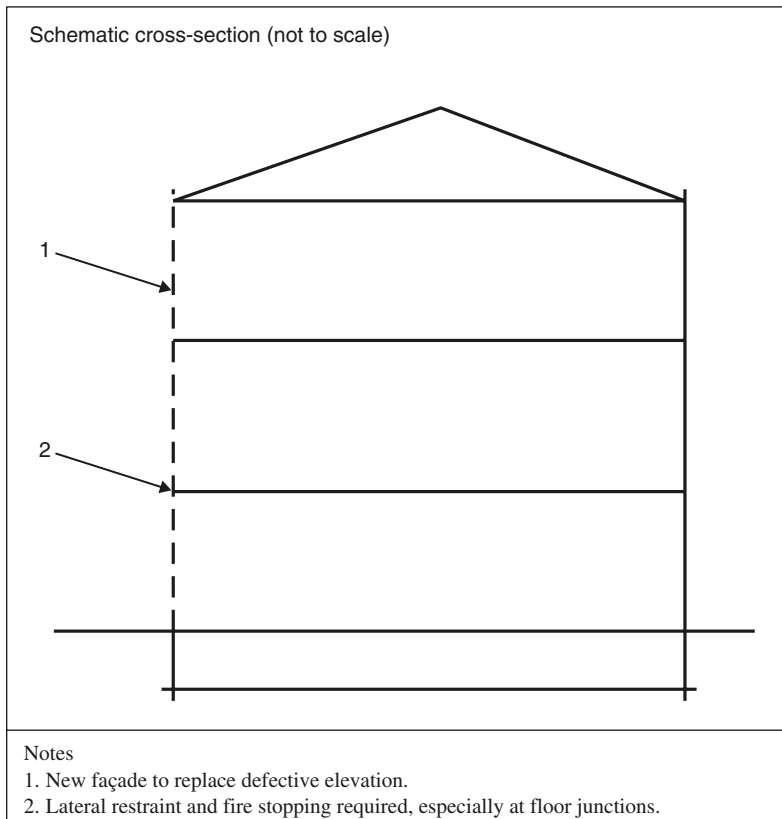 Schematic cross-section (not to scale)
1
2
Notes
1. New façade to replace defective elevation.
2. Lateral restraint and fire stopping required, especially at floor junctions.